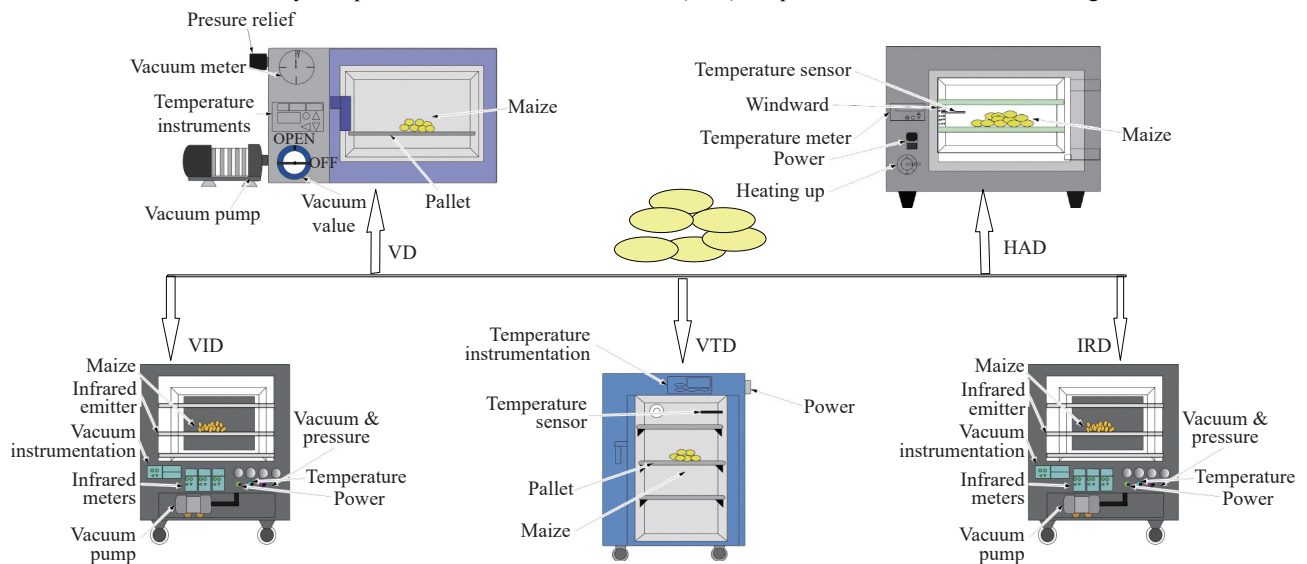 Presure relief
Vacuum meter
Temperature
instruments
OPEN
OFF
Vacuum pump
Vacuum
value
Pallet
Maize
VD
Temperature sensor
Windward
Temperature meter
Power
Heating up
Maize
HAD
VID
Maize
Infrared
emitter
Vacuum
instrumentation
Infrared
meters
Vacuum
pump
Vacuum &
pressure
Temperature
Power
VTD
Temperature
instrumentation
Temperature
sensor
Pallet
Maize
Power
IRD
Maize
Infrared
emitter
Vacuum
instrumentation
Infrared
meters
Vacuum
pump
Vacuum &
pressure
Temperature
Power